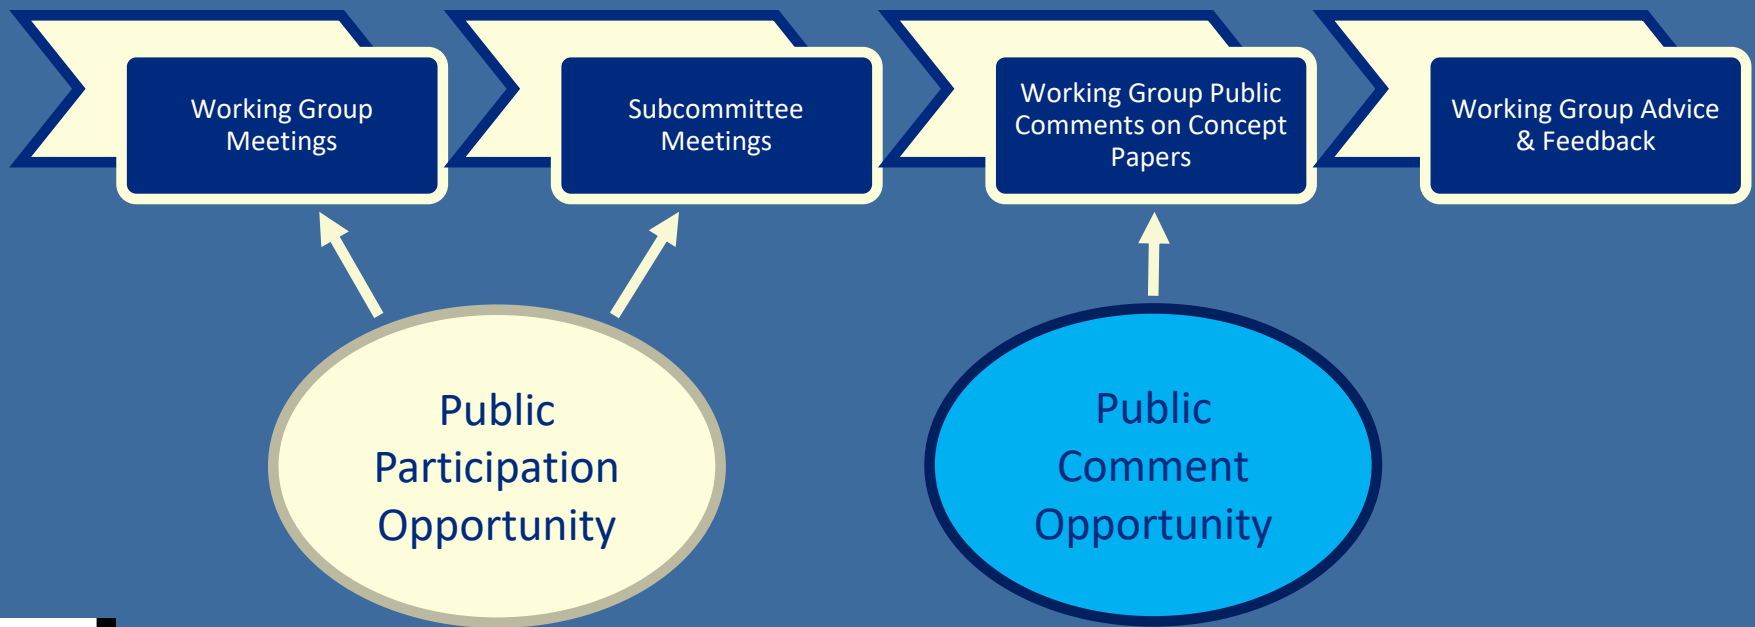 Working Group
Meetings
Subcommittee
Meetings
Working Group Public
Comments on Concept
Papers
Working Group Advice
& Feedback
Public
Participation
Opportunity
Public
Comment
Opportunity